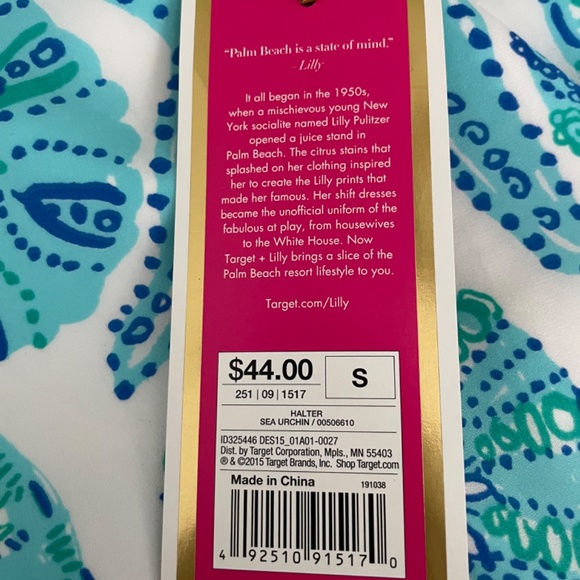 “Palm Beach is a state of mind.”
– Lilly
It all began in the 1950s,
when a mischievous young New
York socialite named Lilly Pulitzer
opened a juice stand in
Palm Beach. The citrus stains that
splashed on her clothing inspired
her to create the Lilly prints that
made her famous. Her shift dresses
became the unofficial uniform of the
fabulous at play, from housewives
to the White House. Now
Target + Lilly brings a slice of the
Palm Beach resort lifestyle to you.
Target.com/Lilly
$44.00 S
251 | 09 | 1517
HALTER
SEA URCHIN / 00506610
ID325446 DES15_01A01-0027
Dist. by Target Corporation, Mpls., MN 55403
® & ©2015 Target Brands, Inc. Shop Target.com
Made in China 191038
4 92510 91517 0